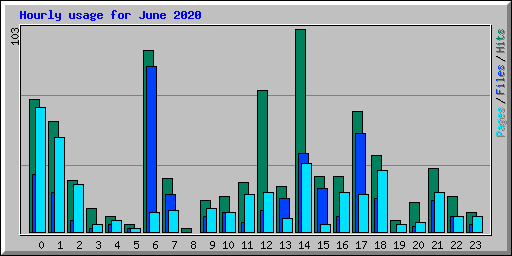 Hourly usage for June 2020
103
Pages/Files/Hits
0 1 2 3 4 5 6 7 8 9 10 11 12 13 14 15 16 17 18 19 20 21 22 23